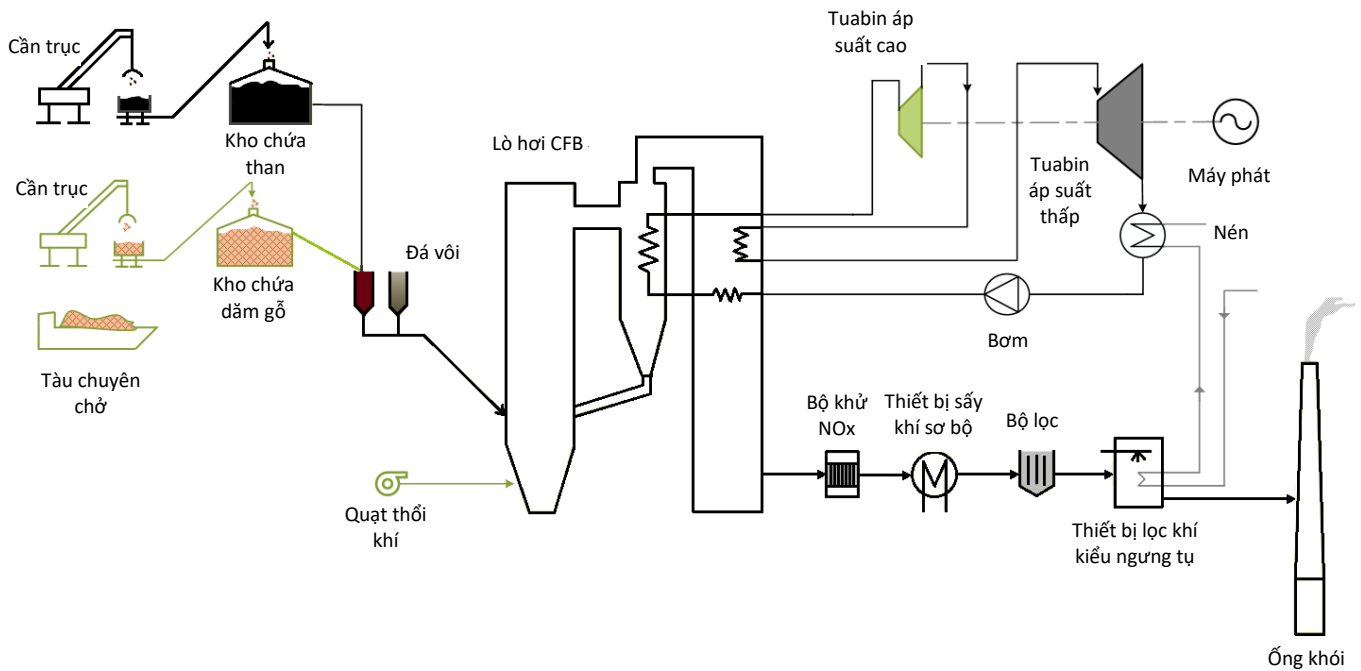 Cần trục
Kho chứa
than
Cần trục
Kho chứa
dăm gỗ
Tàu chuyên
chở
Đá vôi
Quạt thổi
khí
Lò hơi CFB
Tuabin áp
suất cao
Tuabin
áp suất
thấp
Máy phát
Nén
Bơm
Bộ khử
NOx
Thiết bị sấy
khí sơ bộ
Bộ lọc
Thiết bị lọc khí
kiểu ngưng tụ
Ống khói